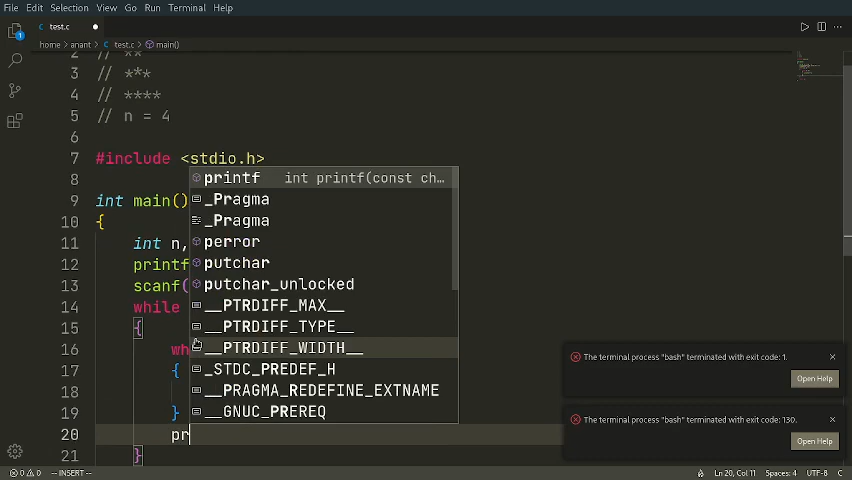 File Edit Selection View Go Run Terminal Help
test.c
home anant test.c main()
2 // **
3 // ***
4 // ****
5 // n = 4
6
7 #include <stdio.h>
8 printf int printf(const ch…
_Pragma
9 int main()
10 { _Pragma
11 int n, perror
12 printf putchar
13 scanf( putchar_unlocked
14 while __PTRDIFF_MAX__
15 { __PTRDIFF_TYPE__
16 wh __PTRDIFF_WIDTH__
17 { _STDC_PREDEF_H
18 __PRAGMA_REDEFINE_EXTNAME
19 } __GNUC_PREREQ
20 pr
21 }
The terminal process "bash" terminated with exit code: 1.
Open Help
The terminal process "bash" terminated with exit code: 130.
Open Help
0 0 -- INSERT -- Ln 20, Col 11 Spaces: 4 UTF-8 C
1